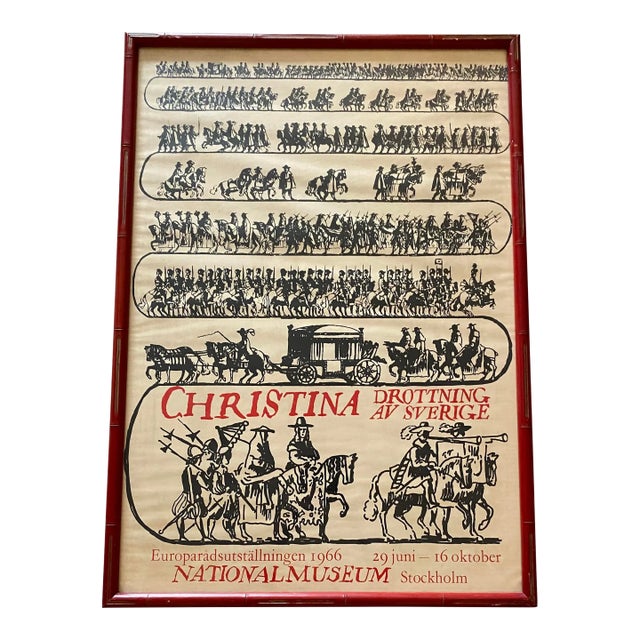 CHRISTINA DROTTNING
AV SVERIGE
Europarådsutställningen 1966 29 juni – 16 oktober
NATIONALMUSEUM Stockholm